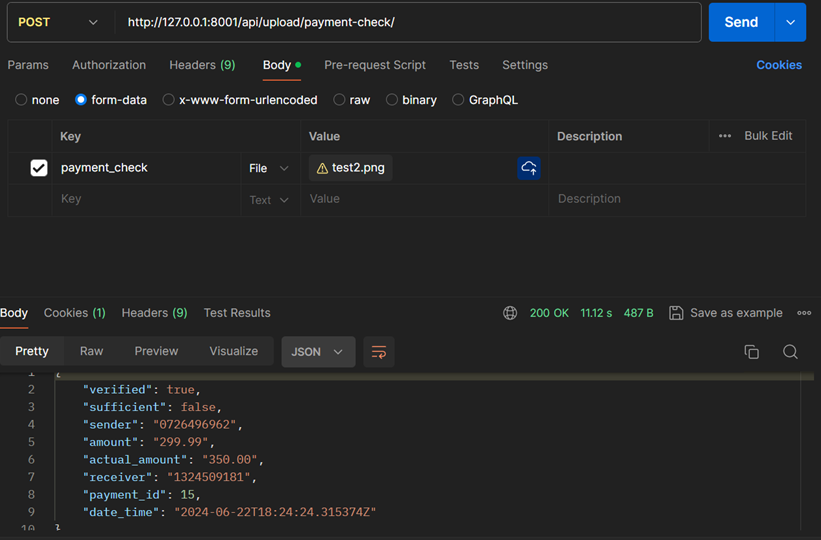 POST http://127.0.0.1:8001/api/upload/payment-check/ Send
Params Authorization Headers (9) Body Pre-request Script Tests Settings Cookies
none form-data x-www-form-urlencoded raw binary GraphQL
Key Value Description Bulk Edit
payment_check File test2.png
Key Text Value Description
Body Cookies (1) Headers (9) Test Results 200 OK 11.12 s 487 B Save as example
Pretty Raw Preview Visualize JSON
1 {
2 "verified": true,
3 "sufficient": false,
4 "sender": "0726496962",
5 "amount": "299.99",
6 "actual_amount": "350.00",
7 "receiver": "1324509181",
8 "payment_id": 15,
9 "date_time": "2024-06-22T18:24:24.315374Z"
10 }